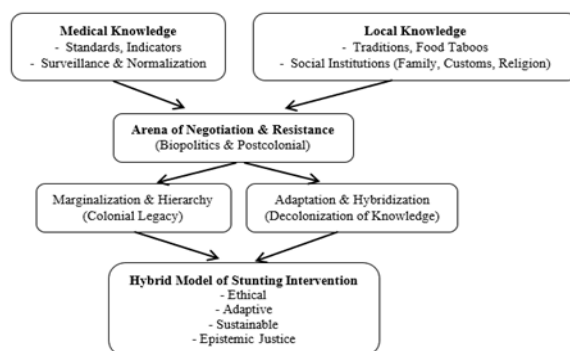 Medical Knowledge
- Standards, Indicators
- Surveillance & Normalization
Local Knowledge
- Traditions, Food Taboos
- Social Institutions (Family, Customs, Religion)
Arena of Negotiation & Resistance
(Biopolitics & Postcolonial)
Marginalization & Hierarchy
(Colonial Legacy)
Adaptation & Hybridization
(Decolonization of Knowledge)
Hybrid Model of Stunting Intervention
- Ethical
- Adaptive
- Sustainable
- Epistemic Justice